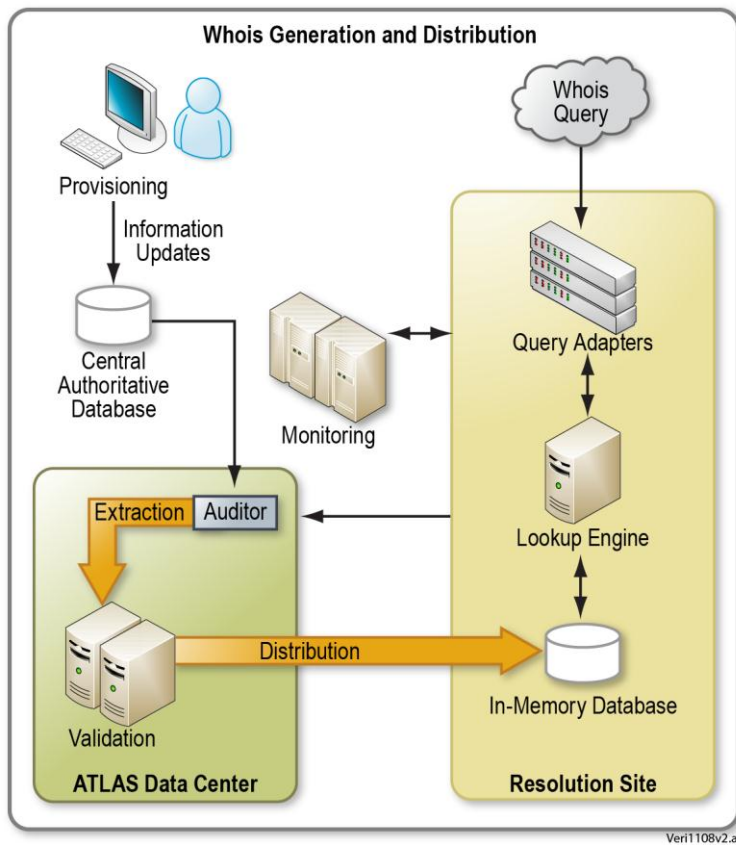 Whois Generation and Distribution
Whois
Query
Provisioning
Information
Updates
Central
Authoritative
Database
Monitoring
Query Adapters
Extraction
Auditor
Lookup Engine
Distribution
Validation
In-Memory Database
ATLAS Data Center
Resolution Site
Veri1108v2.a